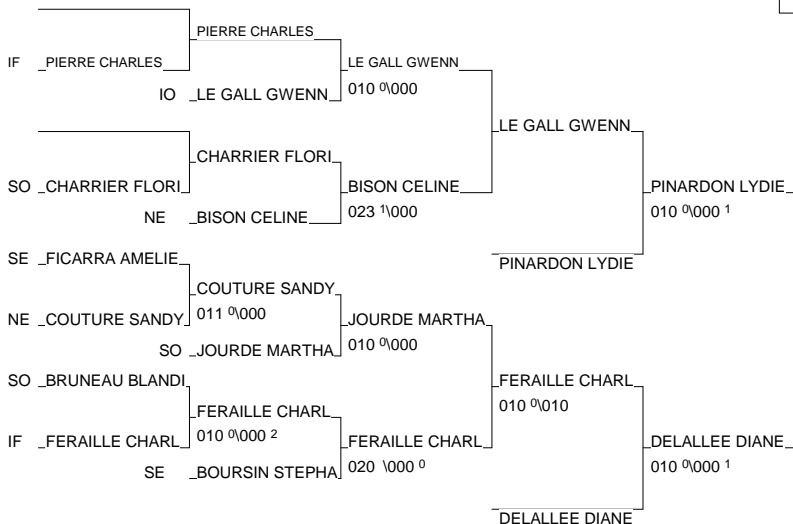 PIERRE CHARLES
IF PIERRE CHARLES LE GALL GWENN
IO LE GALL GWENN 010 0\000
LE GALL GWENN
CHARRIER FLORI
SO CHARRIER FLORI BISON CELINE PINARDON LYDIE
NE BISON CELINE 023 1\000 010 0\000 1
SE FICARRA AMELIE PINARDON LYDIE
COUTURE SANDY
NE COUTURE SANDY 011 0\000 JOURDE MARTHA
SO JOURDE MARTHA 010 0\000
SO BRUNEAU BLANDI FERAILLE CHARL
FERAILLE CHARL 010 0\010
IF FERAILLE CHARL 010 0\000 2 FERAILLE CHARL DELALLEE DIANE
SE BOURSIN STEPHA 020 \000 0 010 0\000 1
DELALLEE DIANE